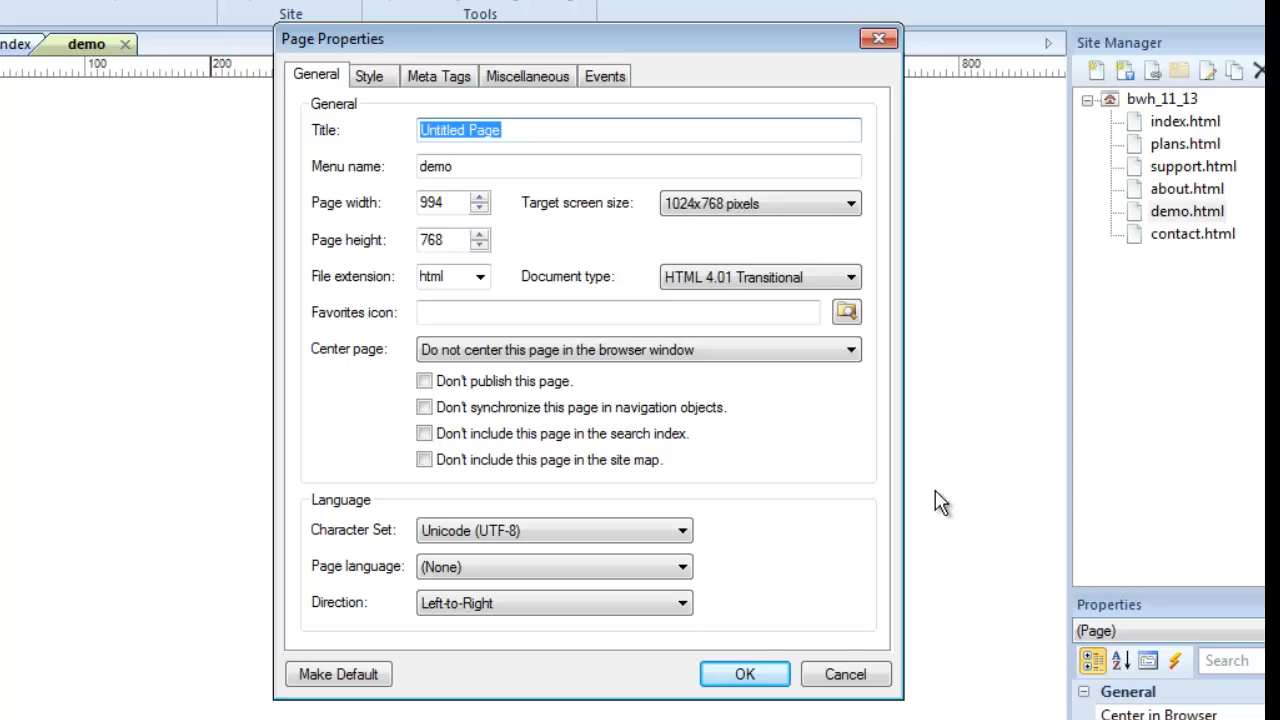 Site
Tools
ndex
demo
100
200
800
Page Properties
General
Style
Meta Tags
Miscellaneous
Events
General
Title:
Untitled Page
Menu name:
demo
Page width:
994
Target screen size:
1024x768 pixels
Page height:
768
File extension:
html
Document type:
HTML 4.01 Transitional
Favorites icon:
Center page:
Do not center this page in the browser window
Don't publish this page.
Don't synchronize this page in navigation objects.
Don't include this page in the search index.
Don't include this page in the site map.
Language
Character Set:
Unicode (UTF-8)
Page language:
(None)
Direction:
Left-to-Right
Make Default
OK
Cancel
Site Manager
bwh_11_13
index.html
plans.html
support.html
about.html
demo.html
contact.html
Properties
(Page)
Search
General
Center in Browser